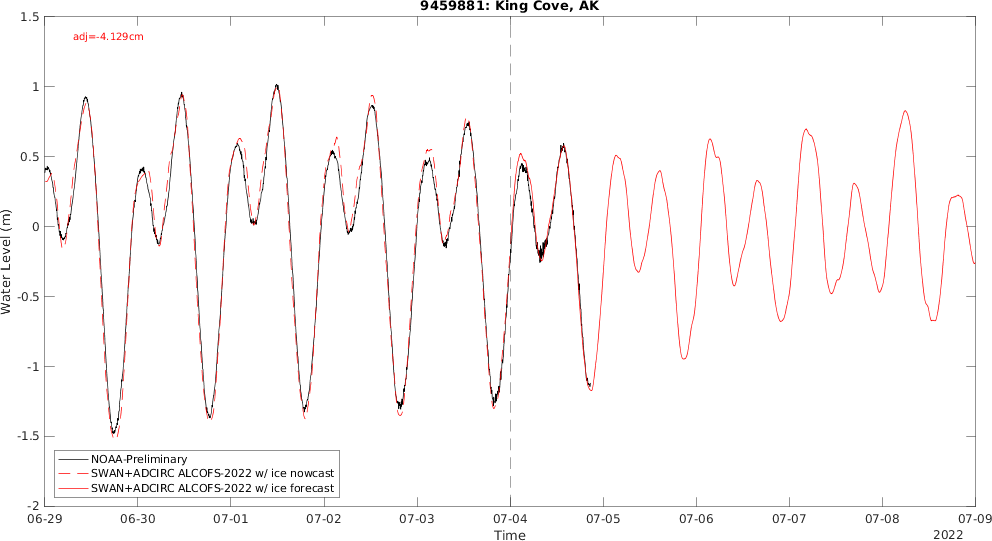 9459881: King Cove, AK
adj=-4.129cm
Water Level (m)
1.5
1
0.5
0
-0.5
-1
-1.5
-2
NOAA-Preliminary
SWAN+ADCIRC ALCOFS-2022 w/ ice nowcast
SWAN+ADCIRC ALCOFS-2022 w/ ice forecast
06-29 06-30 07-01 07-02 07-03 07-04 07-05 07-06 07-07 07-08 07-09
Time
2022